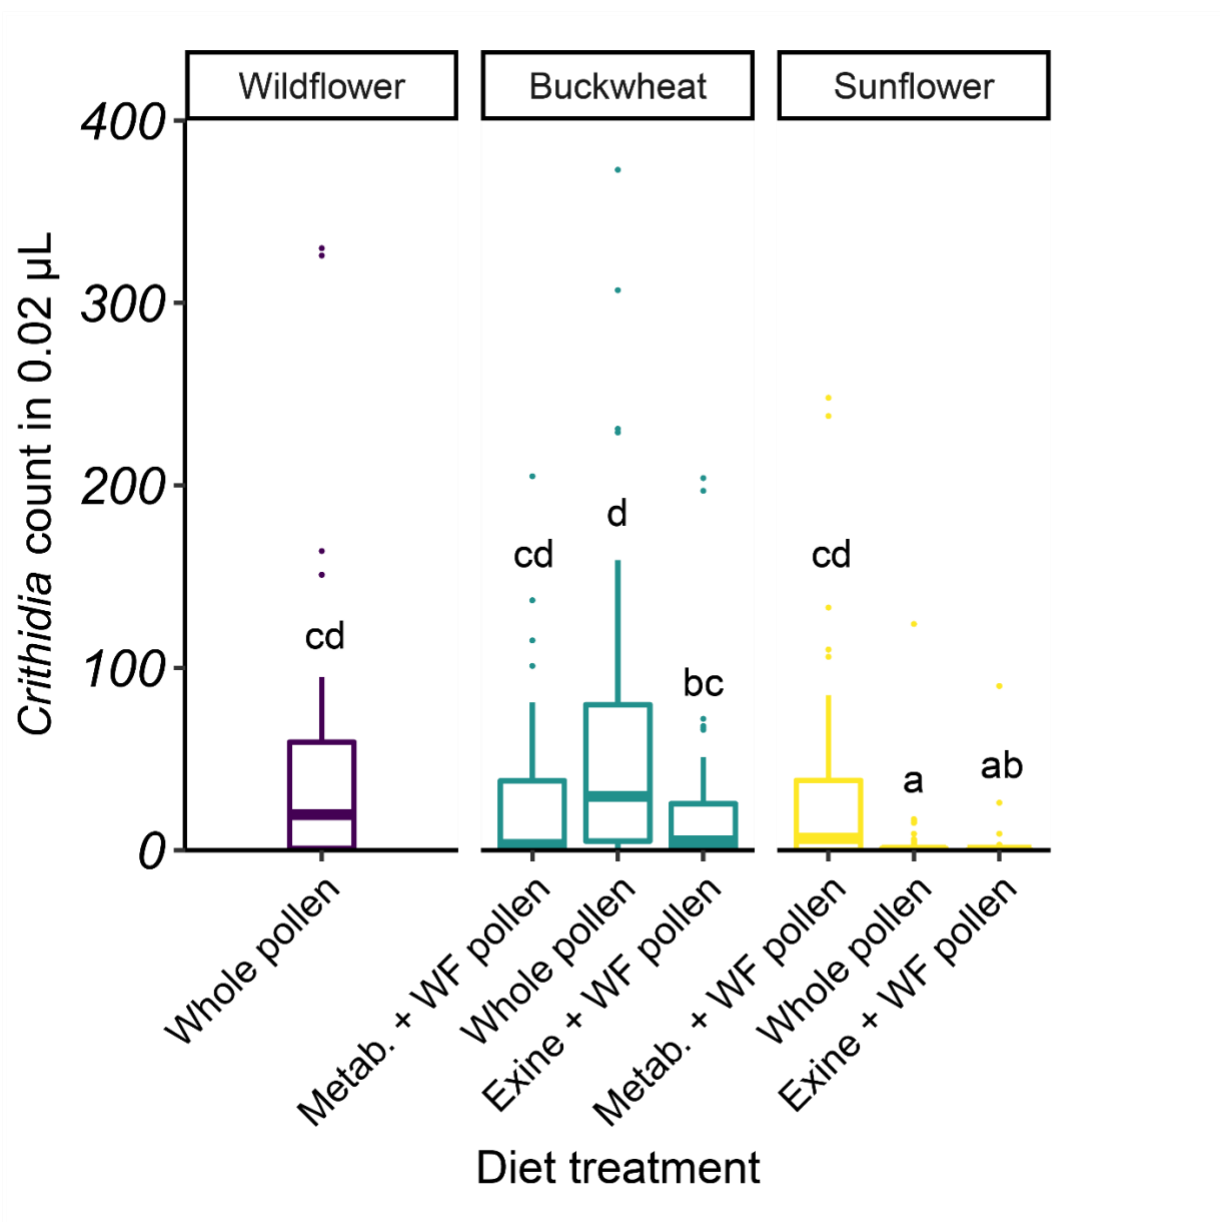 Wildflower
Buckwheat
Sunflower
Crithidia count in 0.02 µL
400
300
200
100
0
cd
cd
d
bc
cd
a
ab
Whole pollen
Metab. + WF pollen
Whole pollen
Exine + WF pollen
Metab. + WF pollen
Whole pollen
Exine + WF pollen
Diet treatment